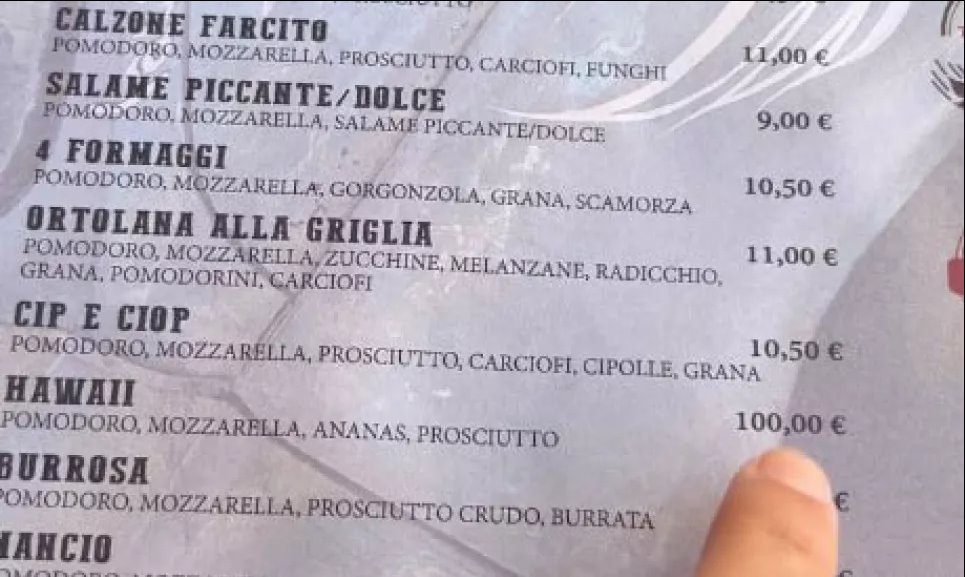 CALZONE FARCITO
POMODORO, MOZZARELLA, PROSCIUTTO, CARCIOFI, FUNGHI 11,00 €
SALAME PICCANTE/DOLCE
POMODORO, MOZZARELLA, SALAME PICCANTE/DOLCE 9,00 €
4 FORMAGGI
POMODORO, MOZZARELLA, GORGONZOLA, GRANA, SCAMORZA 10,50 €
ORTOLANA ALLA GRIGLIA
POMODORO, MOZZARELLA, ZUCCHINE, MELANZANE, RADICCHIO, 11,00 €
GRANA, POMODORINI, CARCIOFI
CIP E CIOP
POMODORO, MOZZARELLA, PROSCIUTTO, CARCIOFI, CIPOLLE, GRANA 10,50 €
HAWAII
POMODORO, MOZZARELLA, ANANAS, PROSCIUTTO 100,00 €
BURROSA
POMODORO, MOZZARELLA, PROSCIUTTO CRUDO, BURRATA €
MANCIO